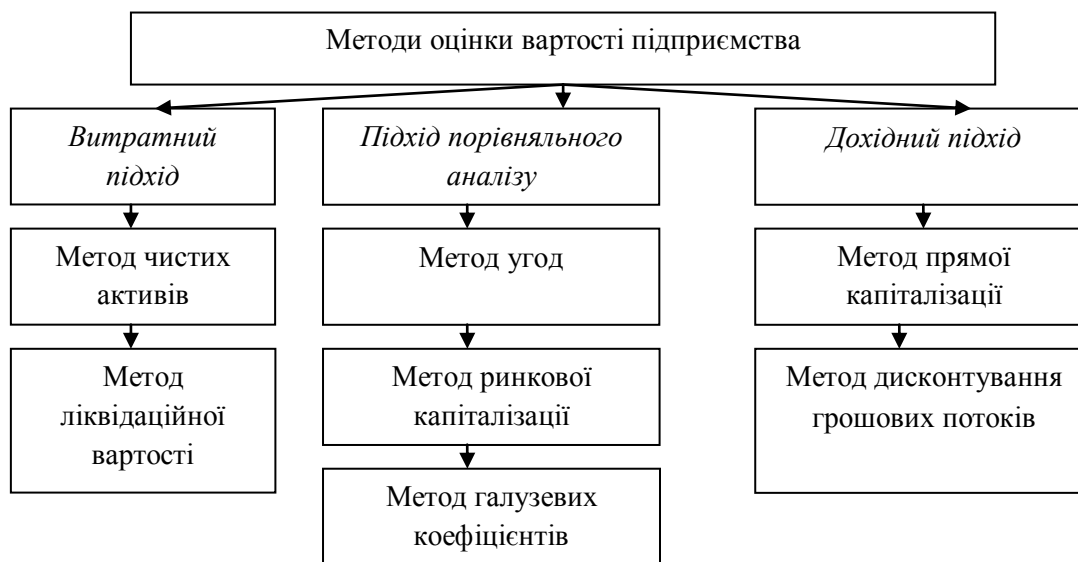 Методи оцінки вартості підприємства
Витратний
підхід
Підхід порівняльного
аналізу
Дохідний підхід
Метод чистих
активів
Метод угод
Метод прямої
капіталізації
Метод
ліквідаційної
вартості
Метод ринкової
капіталізації
Метод дисконтування
грошових потоків
Метод галузевих
коефіцієнтів